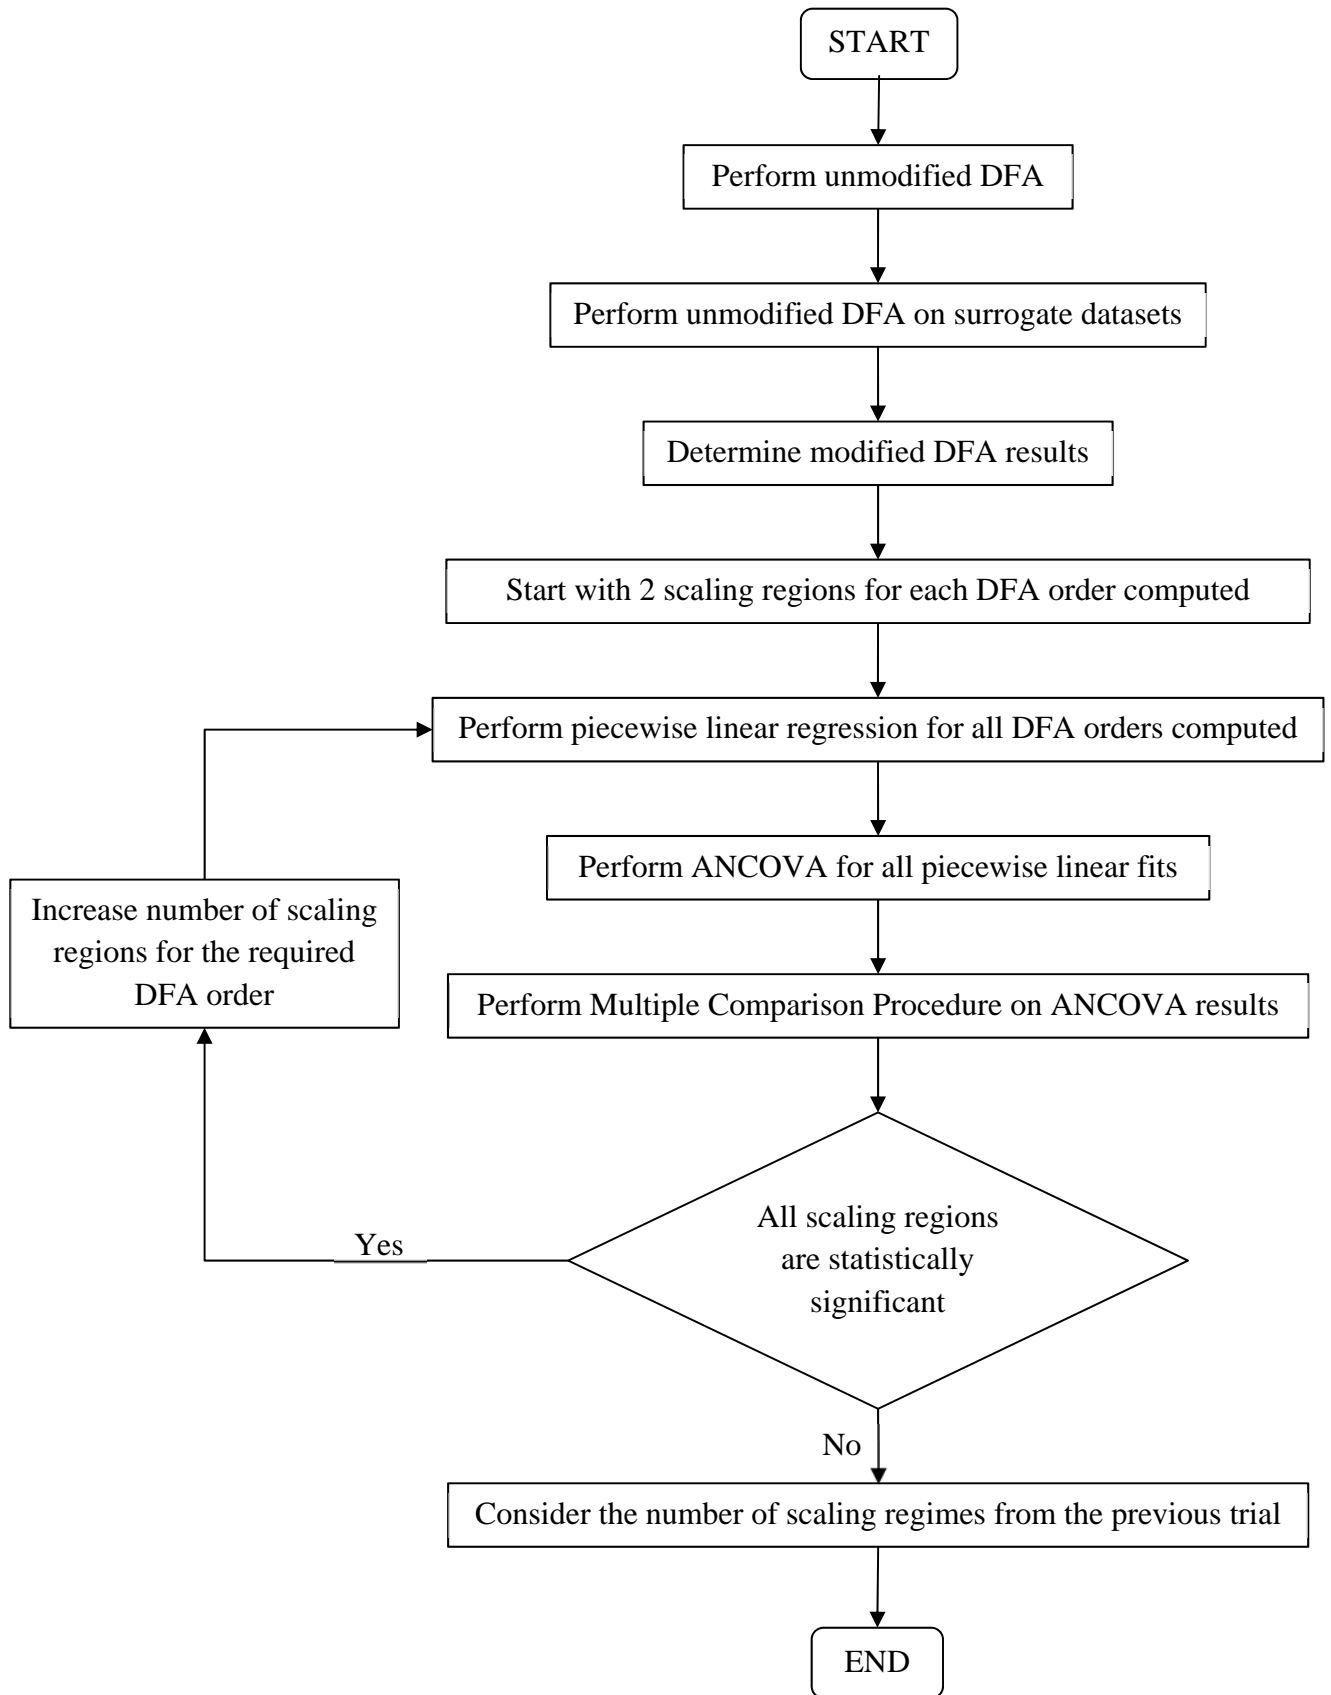 START
Perform unmodified DFA
Perform unmodified DFA on surrogate datasets
Determine modified DFA results
Start with 2 scaling regions for each DFA order computed
Perform piecewise linear regression for all DFA orders computed
Perform ANCOVA for all piecewise linear fits
Increase number of scaling
regions for the required
DFA order
Perform Multiple Comparison Procedure on ANCOVA results
All scaling regions
are statistically
significant
Yes
No
Consider the number of scaling regimes from the previous trial
END